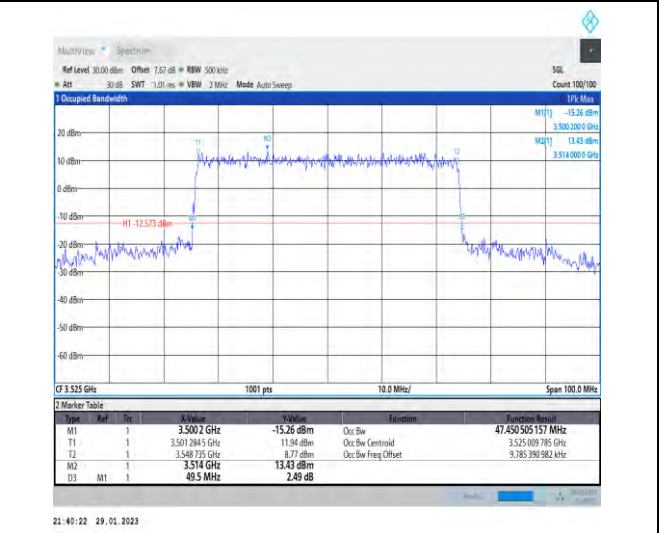 MultiView Spectrum
Ref Level 30.00 dBm Offset 7.67 dB RBW 500 kHz SGL
Att 30 dB SWT 1.01 ms VBW 2 MHz Mode Auto Sweep Count 100/100
1 Occupied Bandwidth 1Pk Max
M1[1] -15.26 dBm
3.500 200 0 GHz
M2[1] 13.43 dBm
3.514 000 0 GHz
20 dBm
T1 M2 T2
10 dBm
0 dBm
-10 dBm
H1 -12.573 dBm
-20 dBm
-30 dBm
-40 dBm
-50 dBm
-60 dBm
CF 3.525 GHz 1001 pts 10.0 MHz/ Span 100.0 MHz
2 Marker Table
Type Ref Trc X-Value Y-Value Function Function Result
M1 1 3.500 2 GHz -15.26 dBm Occ Bw 47.450 505 157 MHz
T1 1 3.501 284 5 GHz 11.94 dBm Occ Bw Centroid 3.525 009 785 GHz
T2 1 3.548 735 GHz 8.77 dBm Occ Bw Freq Offset 9.785 390 982 kHz
M2 1 3.514 GHz 13.43 dBm
D3 M1 1 49.5 MHz 2.49 dB
21:40:22 29.01.2023